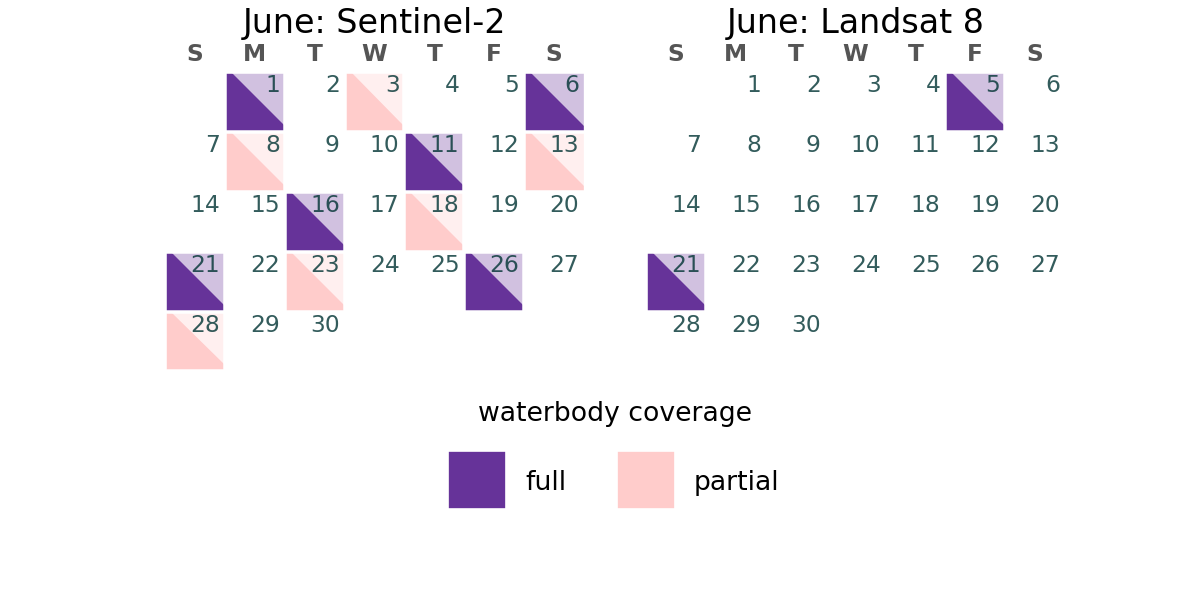 June: Sentinel-2
S M T W T F S
1 2 3 4 5 6
7 8 9 10 11 12 13
14 15 16 17 18 19 20
21 22 23 24 25 26 27
28 29 30
June: Landsat 8
S M T W T F S
1 2 3 4 5 6
7 8 9 10 11 12 13
14 15 16 17 18 19 20
21 22 23 24 25 26 27
28 29 30
waterbody coverage
full partial